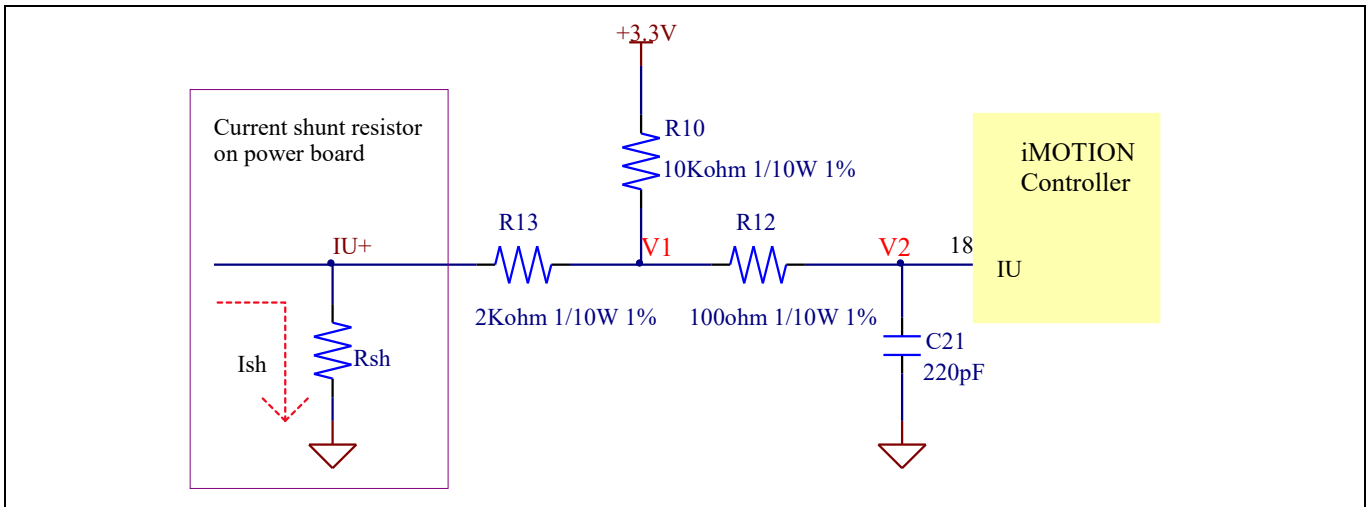 +3.3V
Current shunt resistor
on power board
R10
10Kohm 1/10W 1%
iMOTION
Controller
R13
R12
IU+
V1
V2
18
IU
2Kohm 1/10W 1%
100ohm 1/10W 1%
Ish
Rsh
C21
220pF